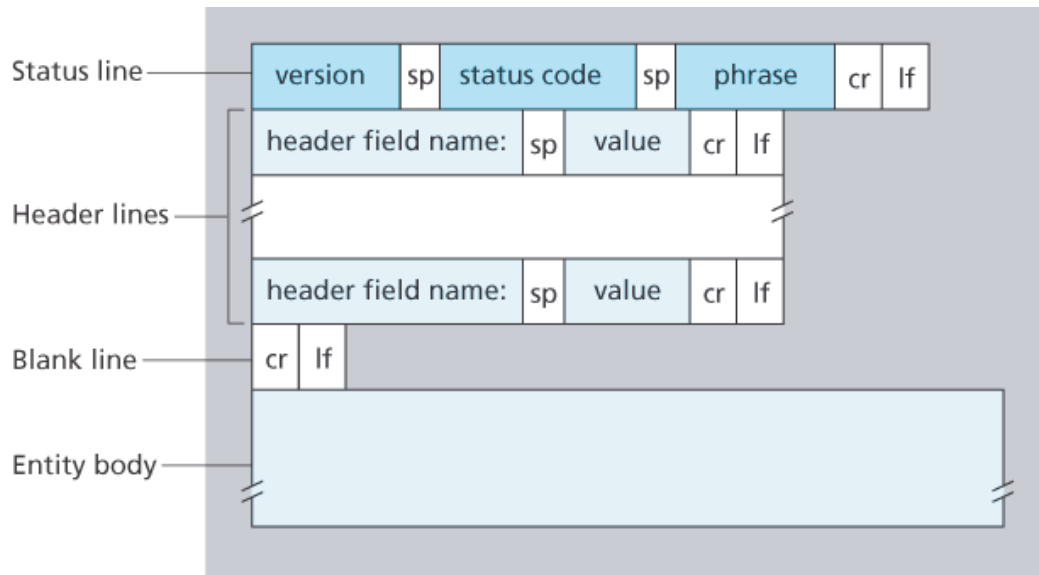 Status line version sp status code sp phrase cr lf
header field name: sp value cr lf
Header lines
header field name: sp value cr lf
Blank line cr lf
Entity body